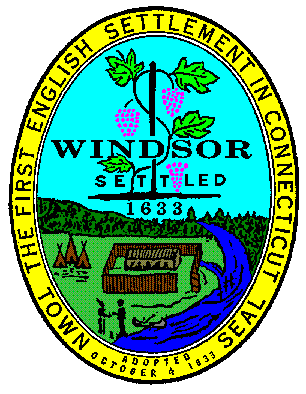 THE FIRST ENGLISH SETTLEMENT IN CONNECTICUT
WINDSOR
SETTLED
1633
TOWN SEAL
ADOPTED
OCTOBER 4, 1933